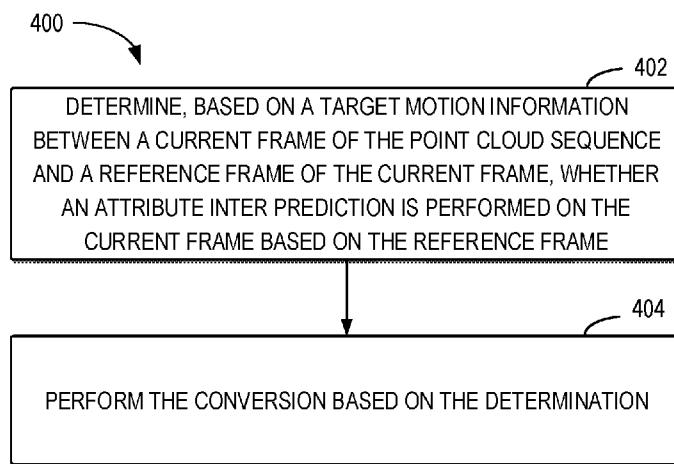 400
402
DETERMINE, BASED ON A TARGET MOTION INFORMATION
BETWEEN A CURRENT FRAME OF THE POINT CLOUD SEQUENCE
AND A REFERENCE FRAME OF THE CURRENT FRAME, WHETHER
AN ATTRIBUTE INTER PREDICTION IS PERFORMED ON THE
CURRENT FRAME BASED ON THE REFERENCE FRAME
404
PERFORM THE CONVERSION BASED ON THE DETERMINATION